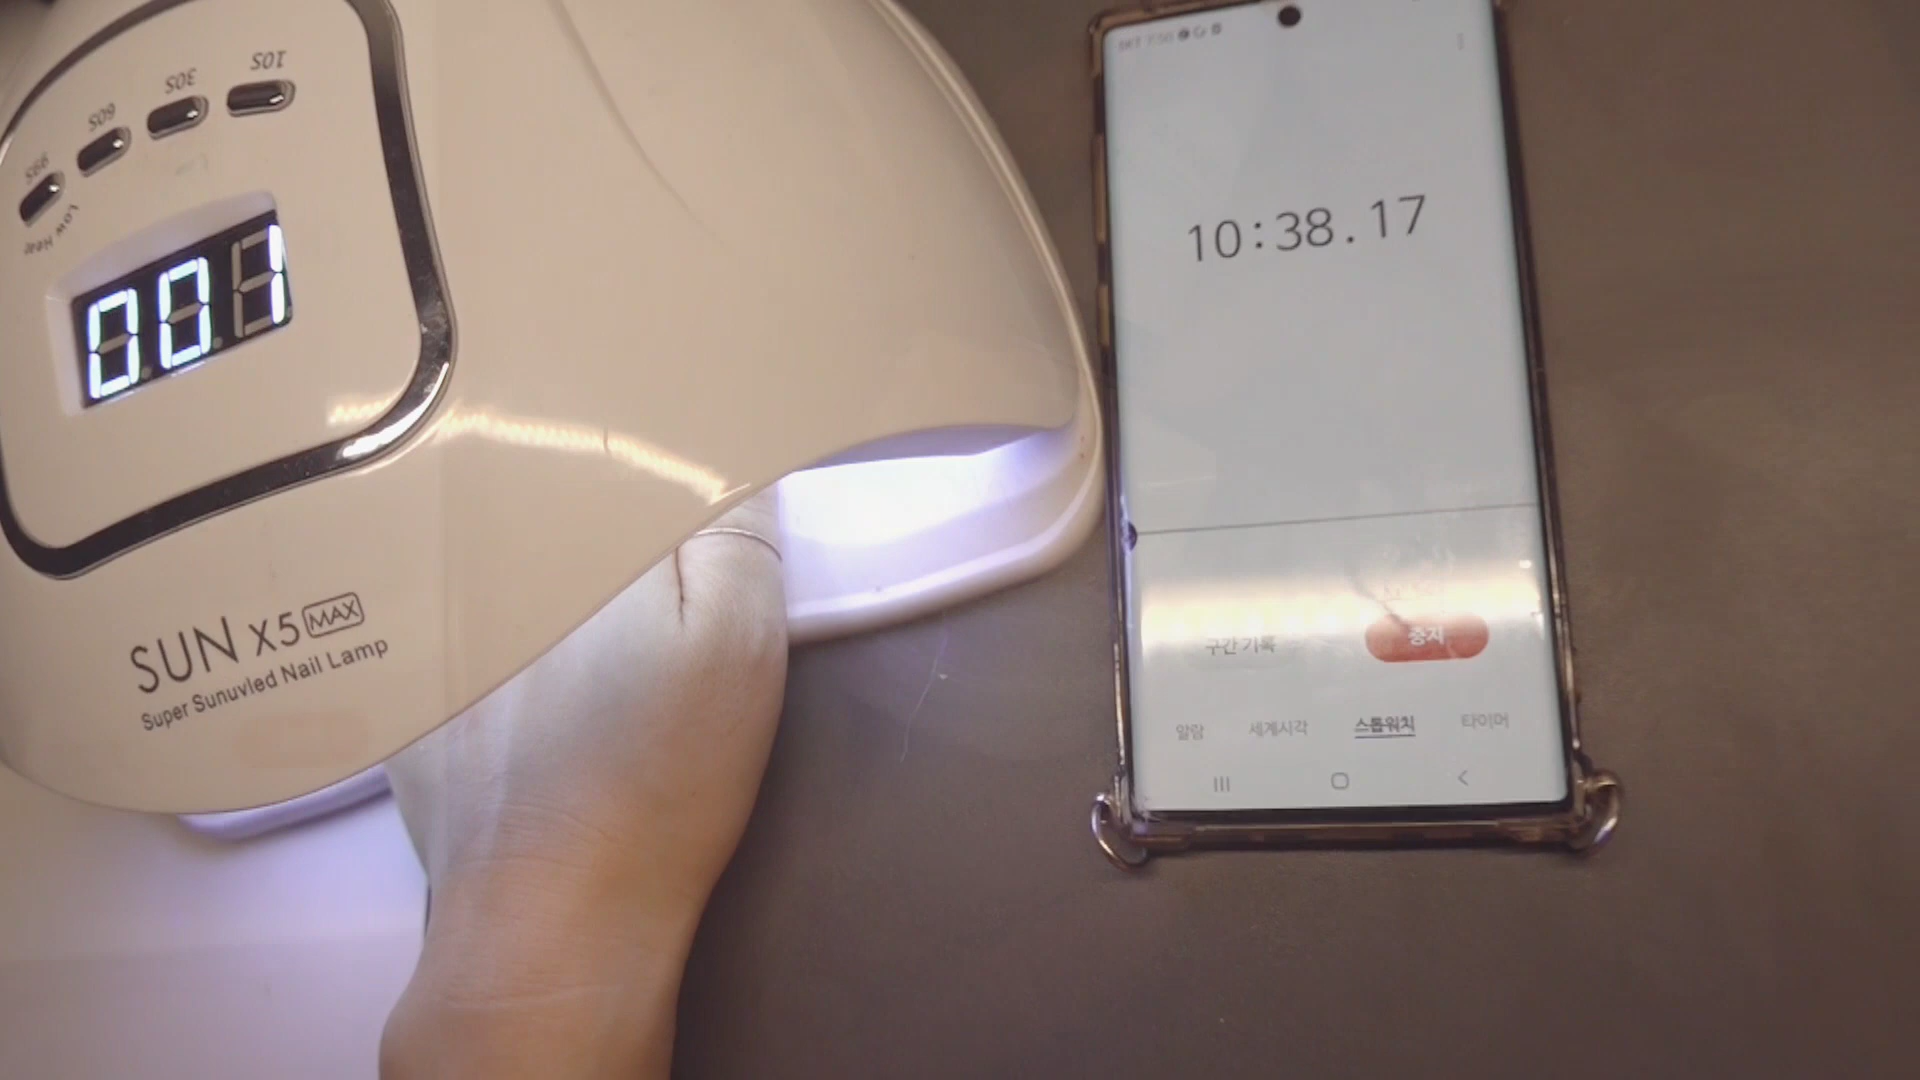 10S
30S
60S
99S
Low Heat
001
SUN X5 MAX
Super Sunuvled Nail Lamp
10:38.17
구간 기록
중지
알람
세계시각
스톱워치
타이머